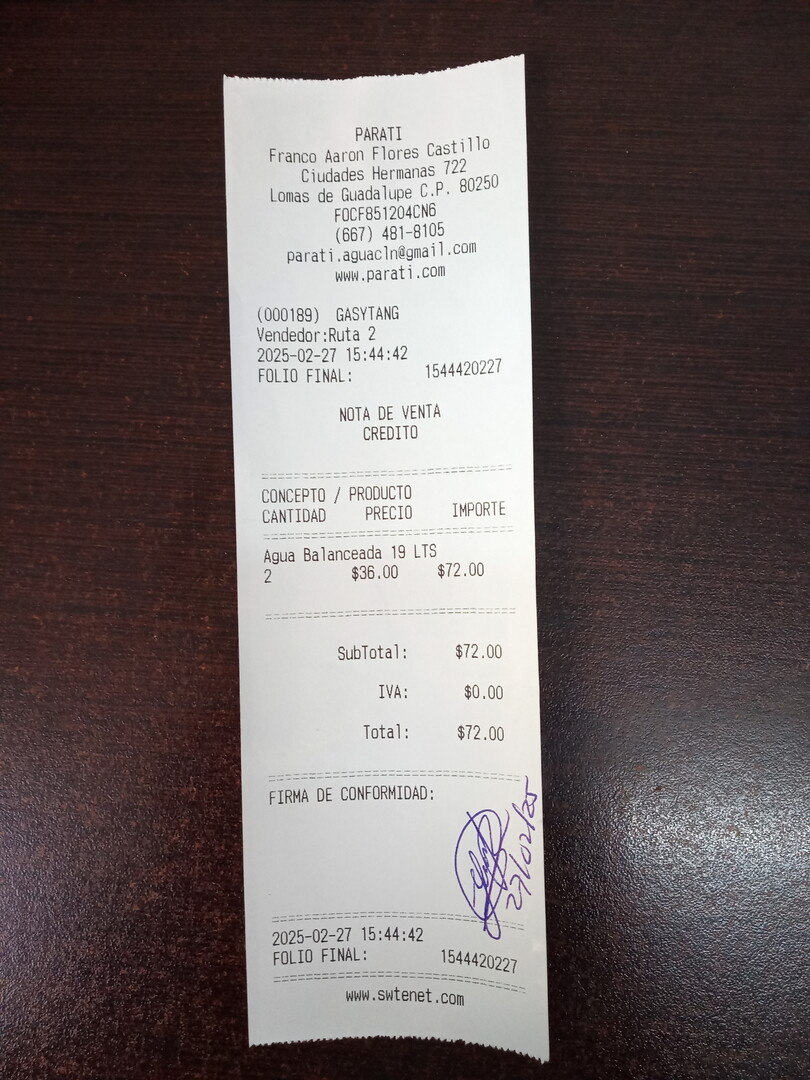 PARATI
Franco Aaron Flores Castillo
Ciudades Hermanas 722
Lomas de Guadalupe C.P. 80250
FOCF851204CN6
(667) 481-8105
parati.aguacln@gmail.com
www.parati.com
(000189) GASYTANG
Vendedor:Ruta 2
2025-02-27 15:44:42
FOLIO FINAL: 1544420227
NOTA DE VENTA
CREDITO
CONCEPTO / PRODUCTO
CANTIDAD PRECIO IMPORTE
Agua Balanceada 19 LTS
2 $36.00 $72.00
SubTotal: $72.00
IVA: $0.00
Total: $72.00
FIRMA DE CONFORMIDAD:
27/02/25
2025-02-27 15:44:42
FOLIO FINAL: 1544420227
www.swtenet.com